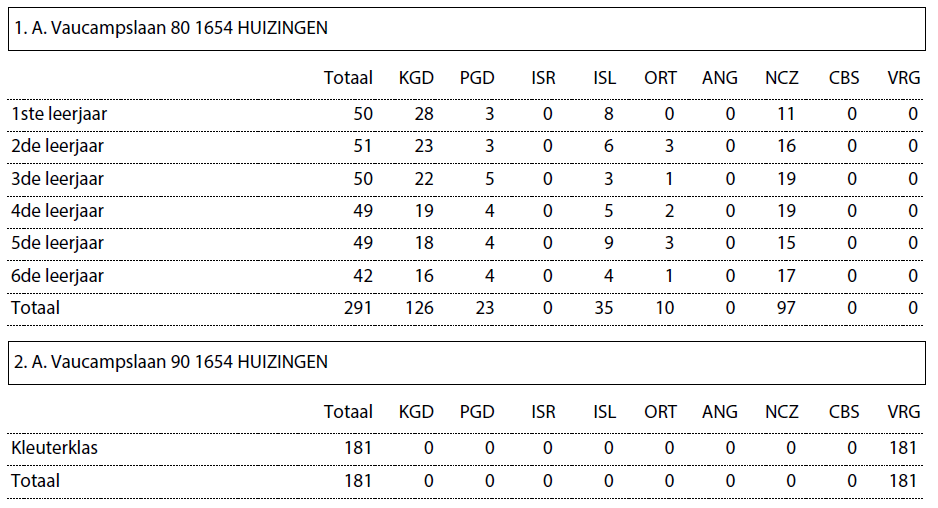 1. A. Vaucampslaan 80 1654 HUIZINGEN
Totaal KGD PGD ISR ISL ORT ANG NCZ CBS VRG
1ste leerjaar 50 28 3 0 8 0 0 11 0 0
2de leerjaar 51 23 3 0 6 3 0 16 0 0
3de leerjaar 50 22 5 0 3 1 0 19 0 0
4de leerjaar 49 19 4 0 5 2 0 19 0 0
5de leerjaar 49 18 4 0 9 3 0 15 0 0
6de leerjaar 42 16 4 0 4 1 0 17 0 0
Totaal 291 126 23 0 35 10 0 97 0 0
2. A. Vaucampslaan 90 1654 HUIZINGEN
Totaal KGD PGD ISR ISL ORT ANG NCZ CBS VRG
Kleuterklas 181 0 0 0 0 0 0 0 0 181
Totaal 181 0 0 0 0 0 0 0 0 181